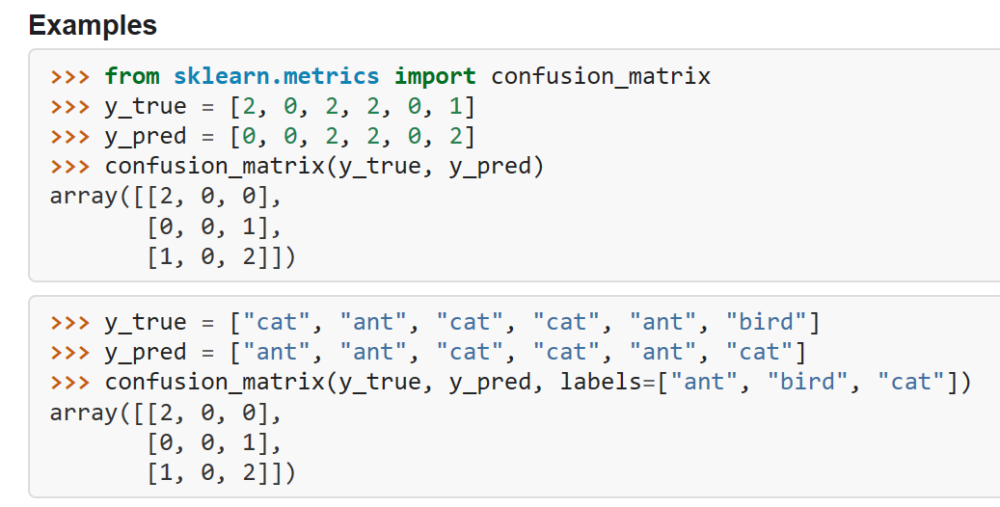 Examples
>>> from sklearn.metrics import confusion_matrix
>>> y_true = [2, 0, 2, 2, 0, 1]
>>> y_pred = [0, 0, 2, 2, 0, 2]
>>> confusion_matrix(y_true, y_pred)
array([[2, 0, 0],
       [0, 0, 1],
       [1, 0, 2]])
>>> y_true = ["cat", "ant", "cat", "cat", "ant", "bird"]
>>> y_pred = ["ant", "ant", "cat", "cat", "ant", "cat"]
>>> confusion_matrix(y_true, y_pred, labels=["ant", "bird", "cat"])
array([[2, 0, 0],
       [0, 0, 1],
       [1, 0, 2]])